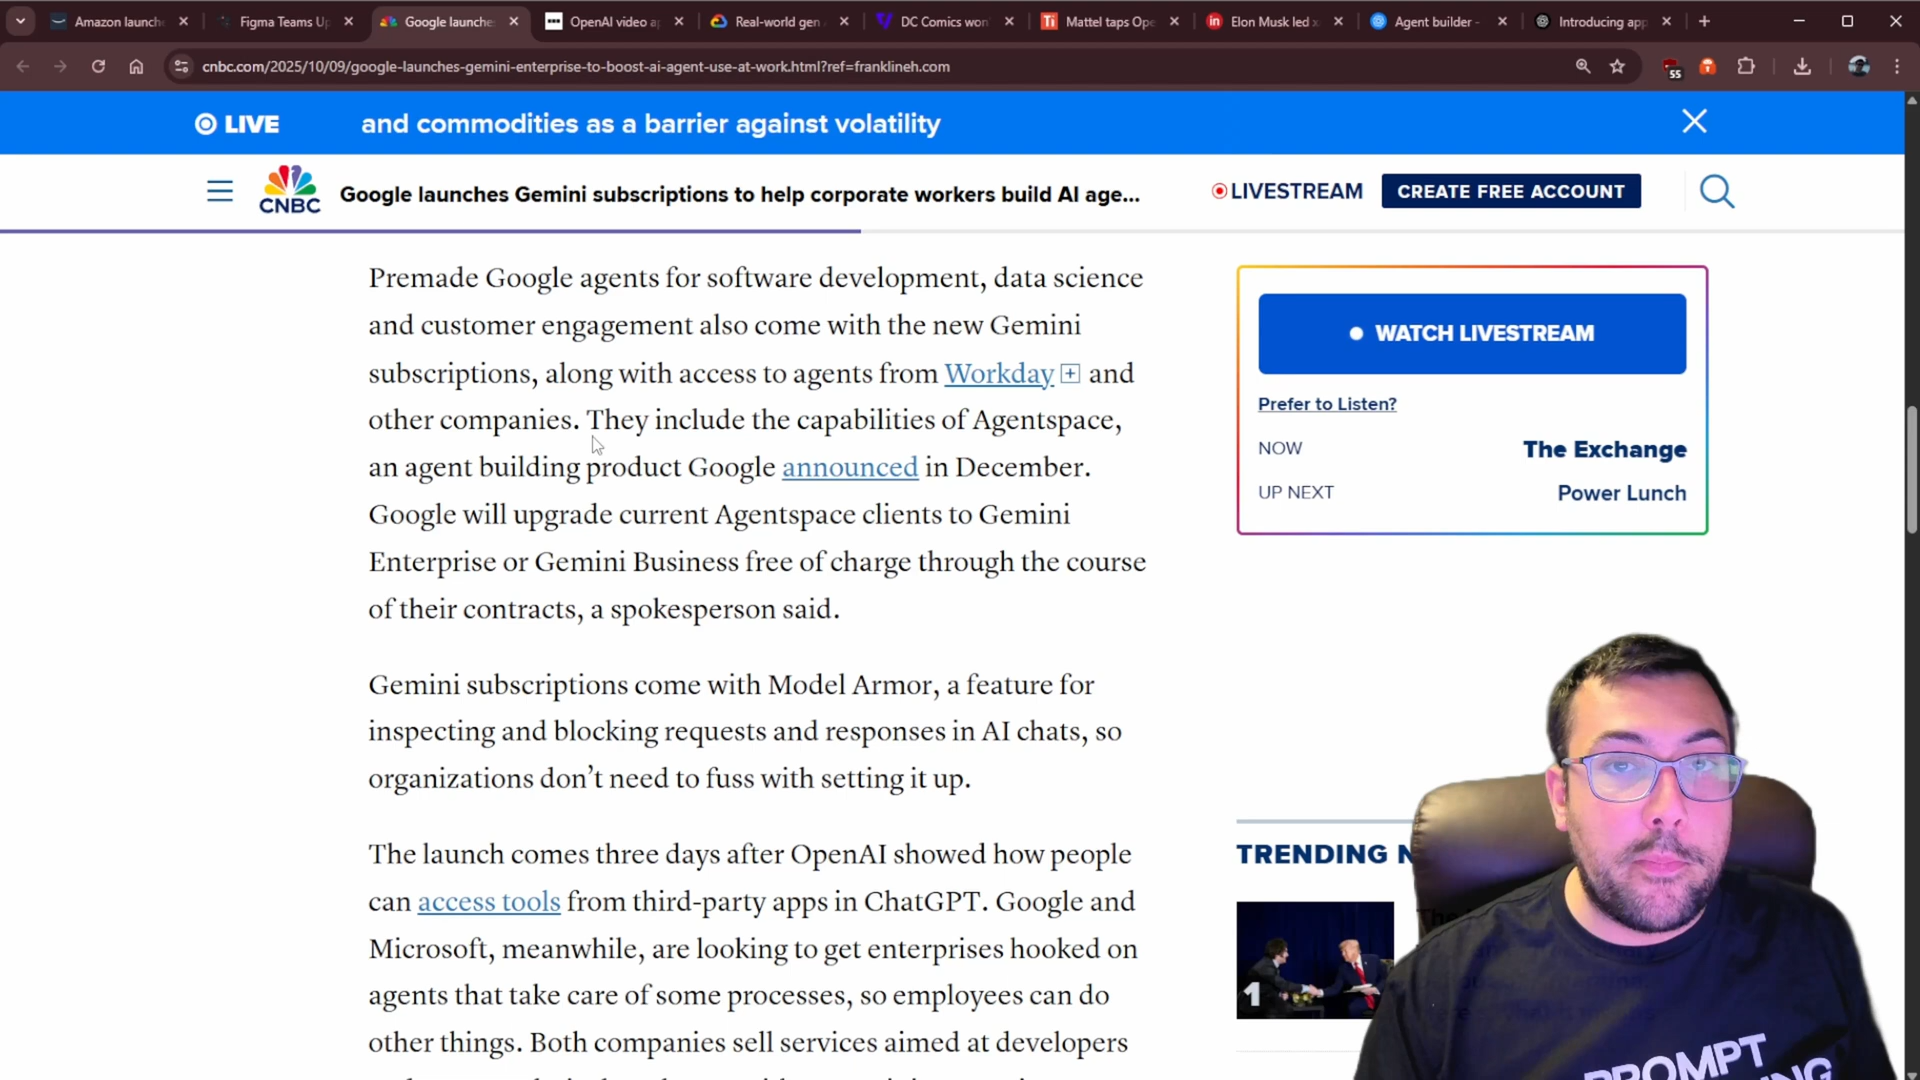 Amazon launch
Figma Teams Up
Google launche
OpenAI video a
Real-world gen
DC Comics won'
Mattel taps Ope
Elon Musk led x
Agent builder -
Introducing app
cnbc.com/2025/10/09/google-launches-gemini-enterprise-to-boost-ai-agent-use-at-work.html?ref=franklineh.com
55
LIVE and commodities as a barrier against volatility
CNBC
Google launches Gemini subscriptions to help corporate workers build AI age...
LIVESTREAM
CREATE FREE ACCOUNT
Premade Google agents for software development, data science
and customer engagement also come with the new Gemini
subscriptions, along with access to agents from Workday and
other companies. They include the capabilities of Agentspace,
an agent building product Google announced in December.
Google will upgrade current Agentspace clients to Gemini
Enterprise or Gemini Business free of charge through the course
of their contracts, a spokesperson said.
Gemini subscriptions come with Model Armor, a feature for
inspecting and blocking requests and responses in AI chats, so
organizations don't need to fuss with setting it up.
The launch comes three days after OpenAI showed how people
can access tools from third-party apps in ChatGPT. Google and
Microsoft, meanwhile, are looking to get enterprises hooked on
agents that take care of some processes, so employees can do
other things. Both companies sell services aimed at developers
WATCH LIVESTREAM
Prefer to Listen?
NOW The Exchange
UP NEXT Power Lunch
TRENDING N
1
PROMPT